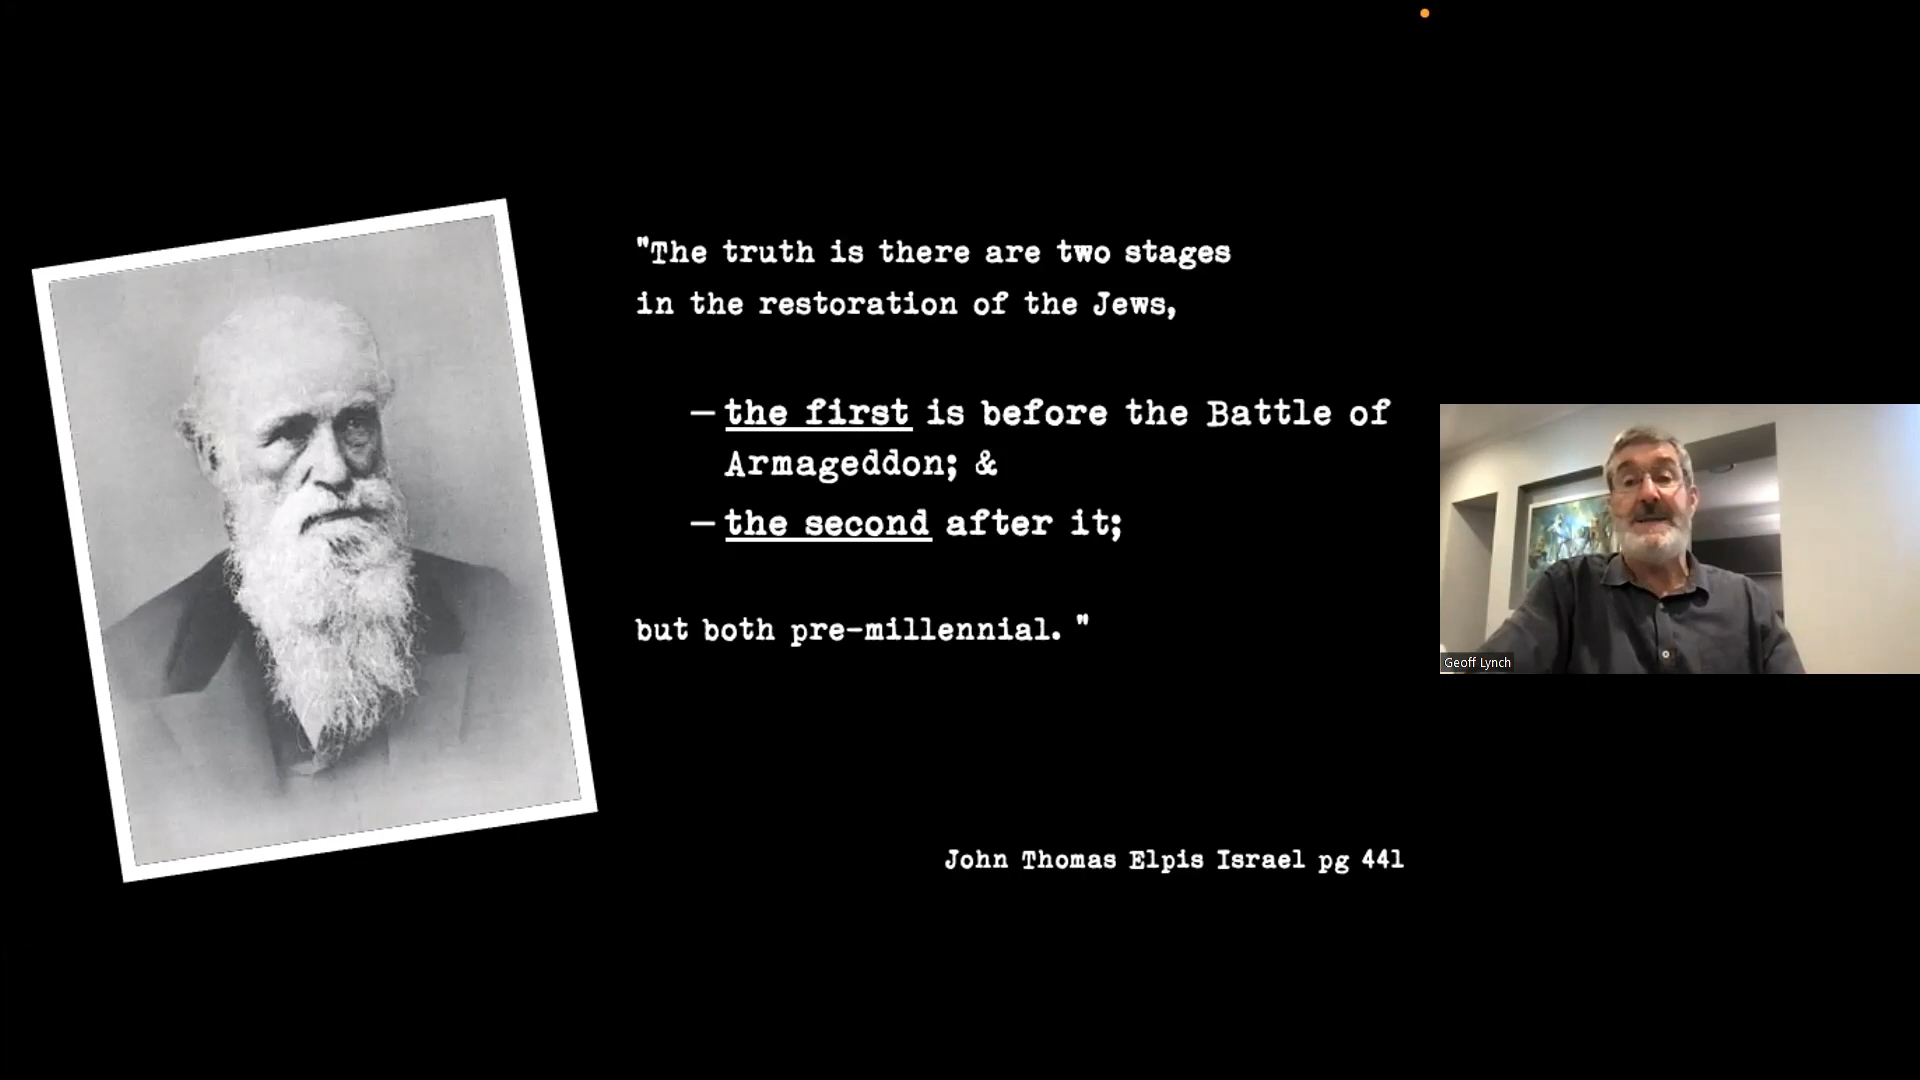 "The truth is there are two stages
in the restoration of the Jews,
– the first is before the Battle of
Armageddon; &
– the second after it;
but both pre-millennial. "
John Thomas Elpis Israel pg 441
Geoff Lynch